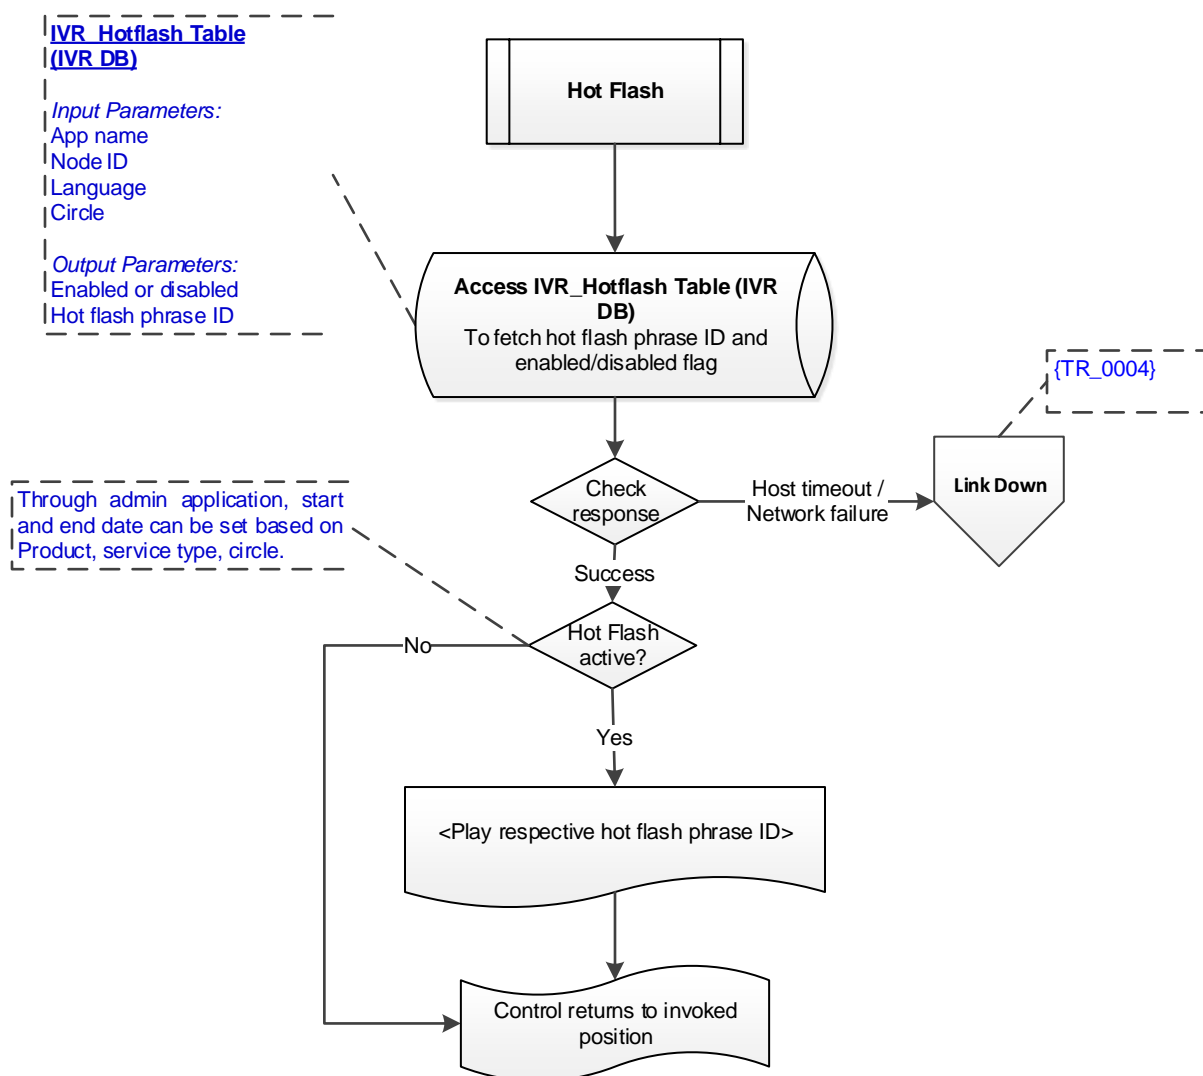 IVR_Hotflash Table
(IVR DB)
Input Parameters:
App name
Node ID
Language
Circle
Output Parameters:
Enabled or disabled
Hot flash phrase ID
Hot Flash
Access IVR_Hotflash Table (IVR
DB)
To fetch hot flash phrase ID and
enabled/disabled flag
{TR_0004}
Check
response
Host timeout /
Network failure
Link Down
Through admin application, start
and end date can be set based on
Product, service type, circle.
Success
Hot Flash
active?
No
Yes
<Play respective hot flash phrase ID>
Control returns to invoked
position